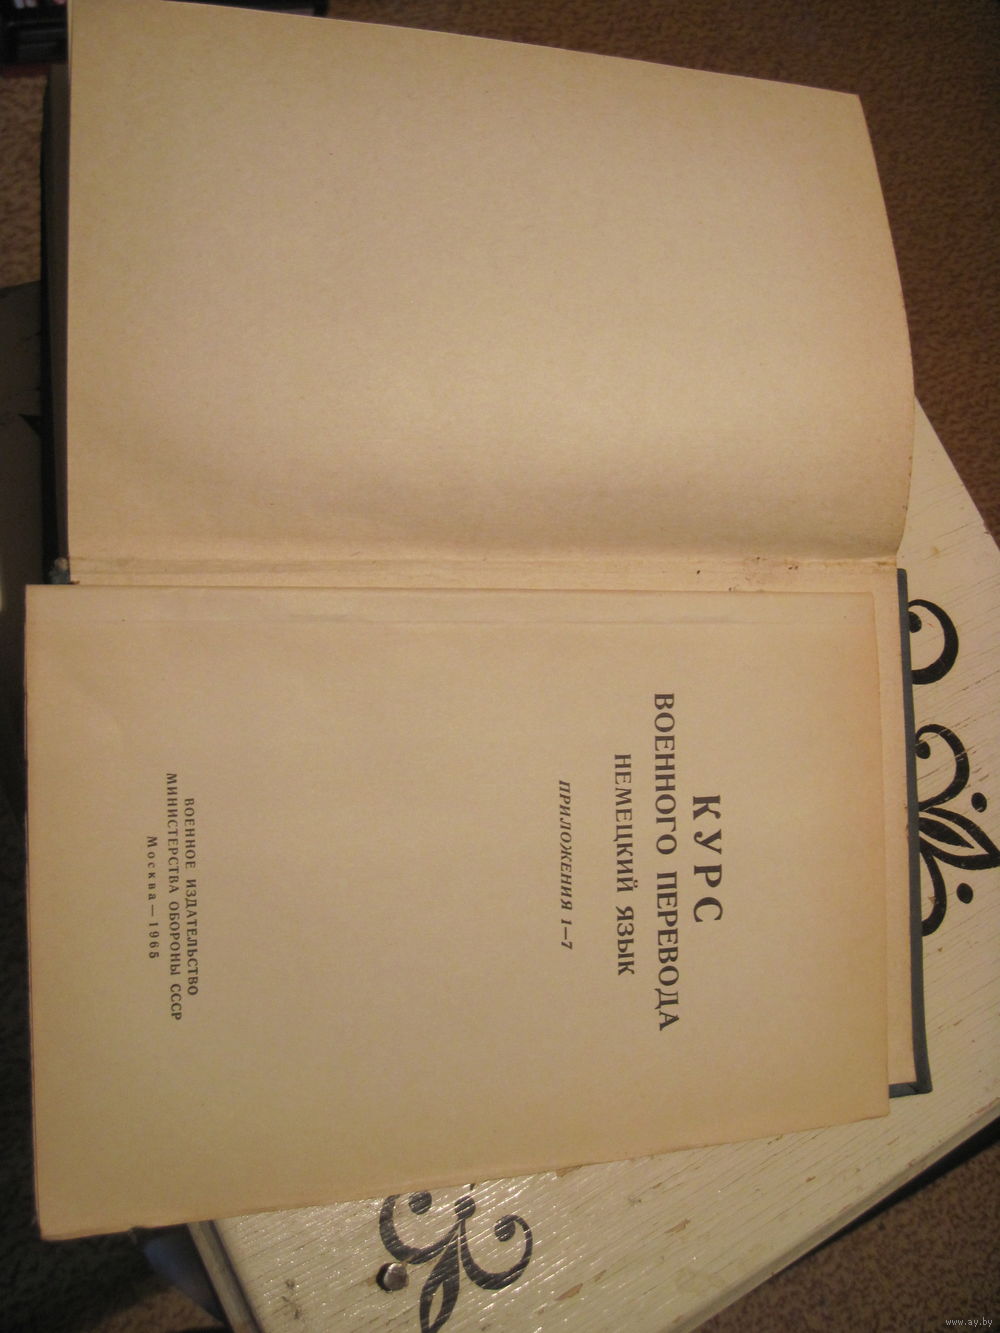 КУРС
ВОЕННОГО ПЕРЕВОДА
НЕМЕЦКИЙ ЯЗЫК
ПРИЛОЖЕНИЯ 1—7
ВОЕННОЕ ИЗДАТЕЛЬСТВО
МИНИСТЕРСТВА ОБОРОНЫ СССР
Москва — 1965
www.ay.by